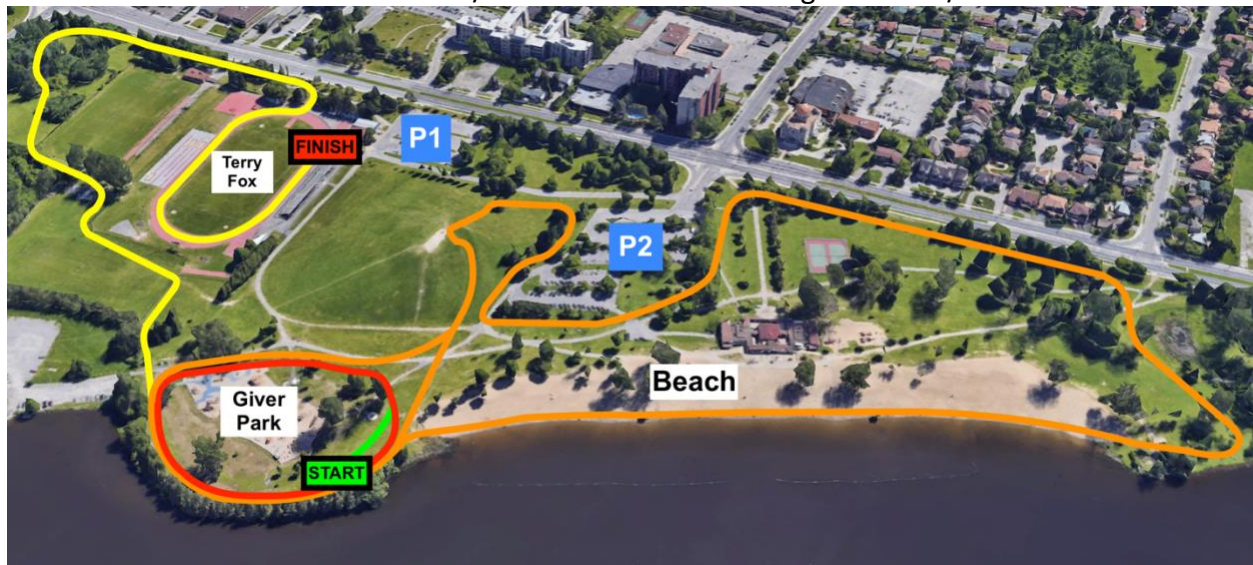 FINISH
P1
Terry
Fox
P2
Beach
Giver
Park
START